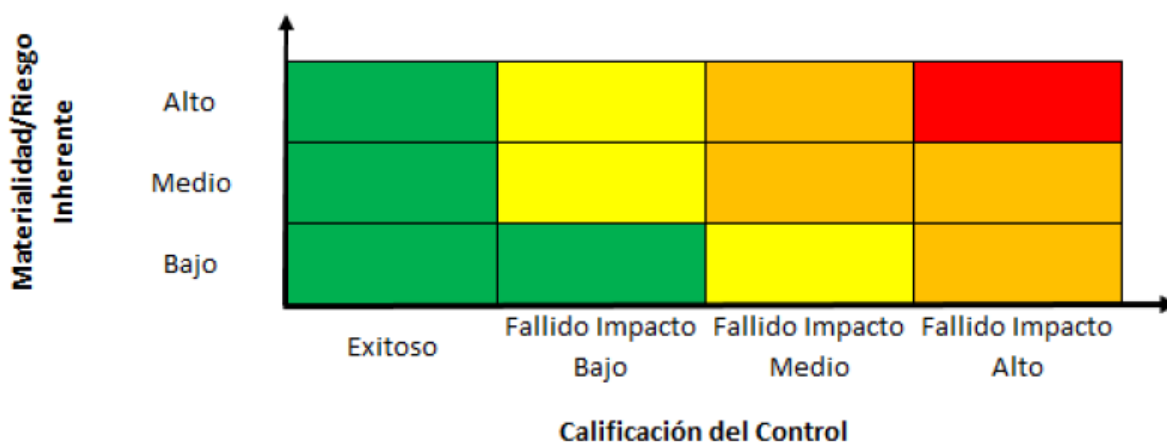 Materialidad/Riesgo
Inherente
Alto
Medio
Bajo
Exitoso
Fallido Impacto
Bajo
Fallido Impacto
Medio
Fallido Impacto
Alto
Calificación del Control